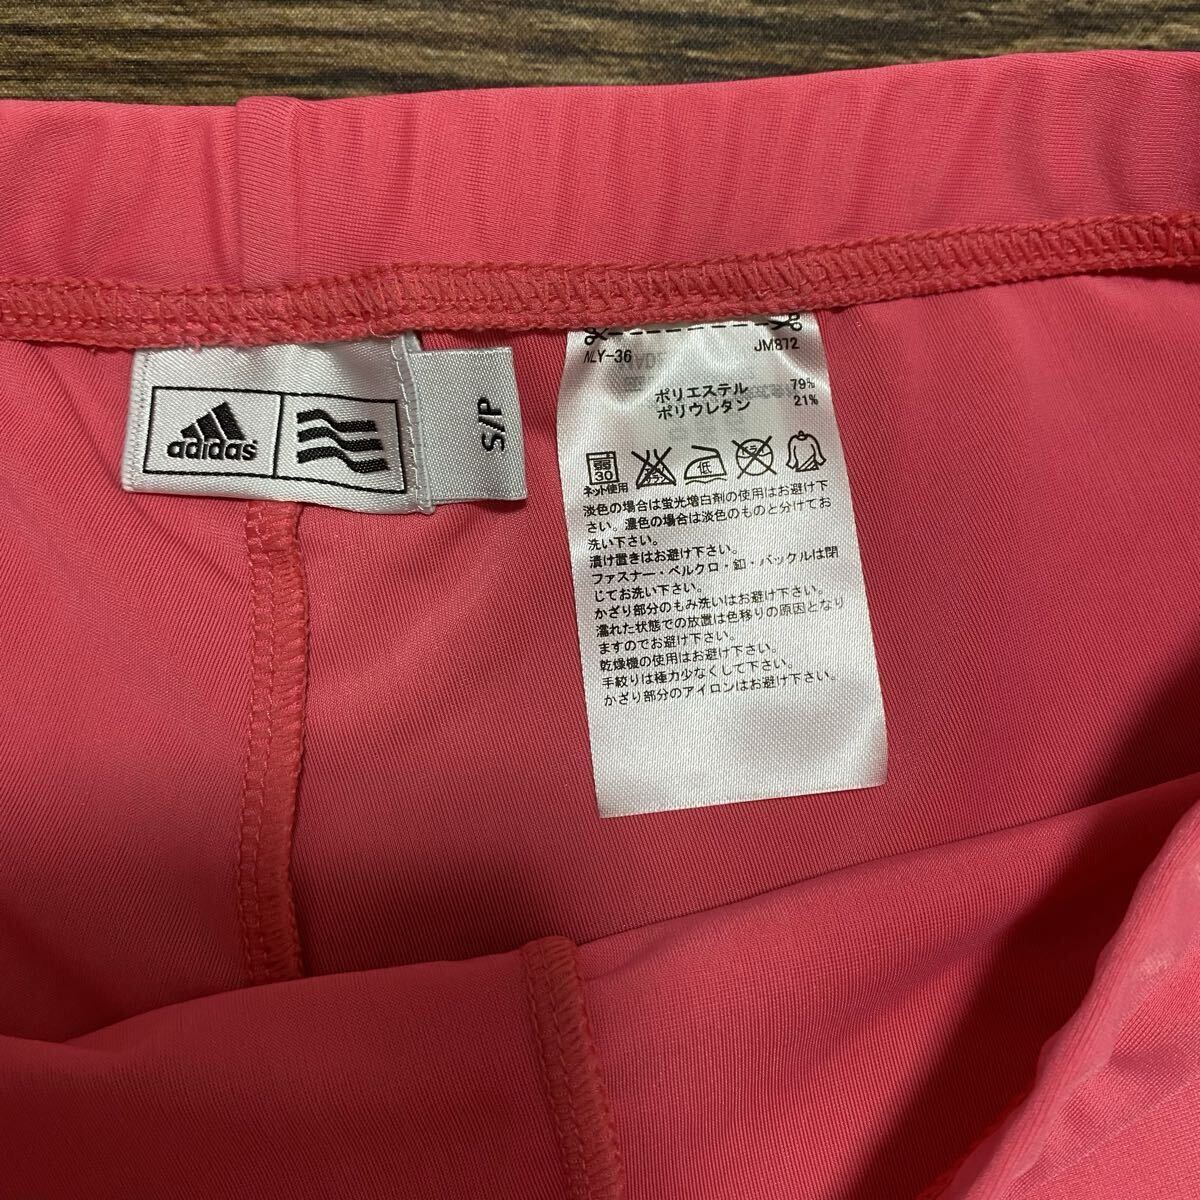 adidas
S/P
NLY-36 JM872
ポリエステル 79%
ポリウレタン 21%
弱
30
ネット使用
低
淡色の場合は蛍光増白剤の使用はお避け下
さい。濃色の場合は淡色のものと分けてお
洗い下さい。
漬け置きはお避け下さい。
ファスナー・ベルクロ・釦・バックルは閉
じてお洗い下さい。
かざり部分のもみ洗いはお避け下さい。
濡れた状態での放置は色移りの原因となり
ますのでお避け下さい。
乾燥機の使用はお避け下さい。
手絞りは極力少なくして下さい。
かざり部分のアイロンはお避け下さい。